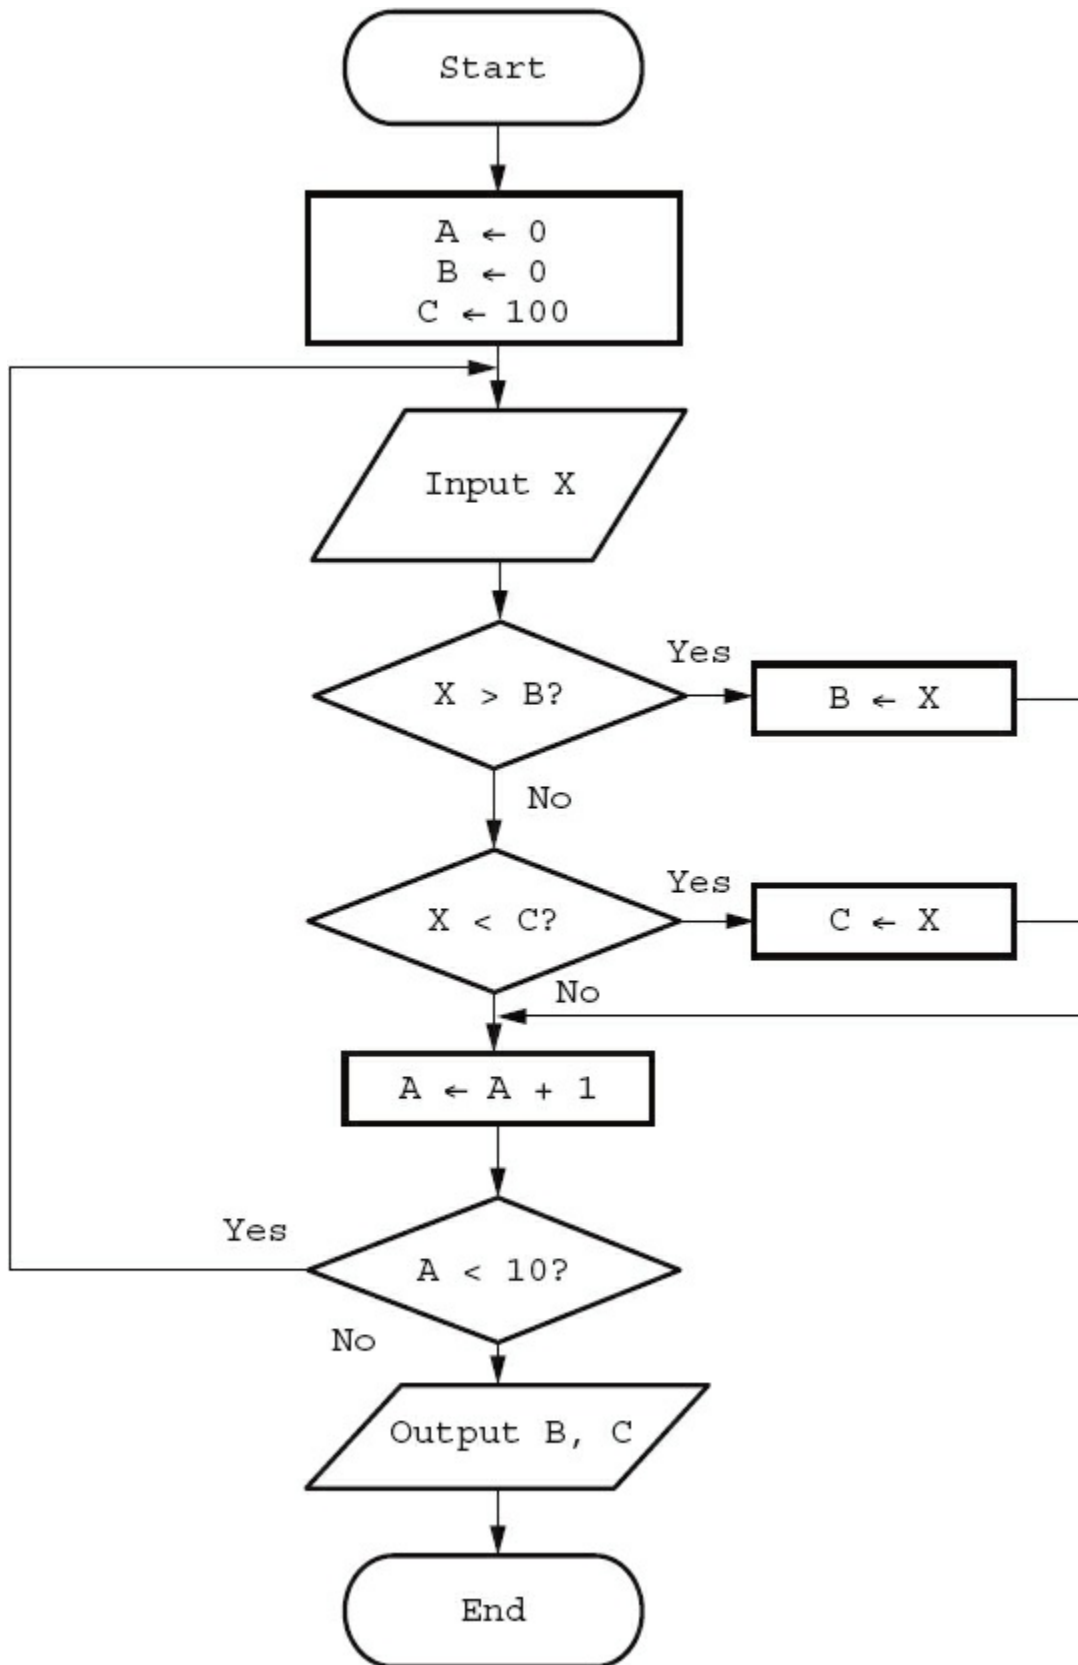 Start
A ← 0
B ← 0
C ← 100
Input X
X > B?
Yes
B ← X
No
X < C?
Yes
C ← X
No
A ← A + 1
A < 10?
Yes
No
Output B, C
End